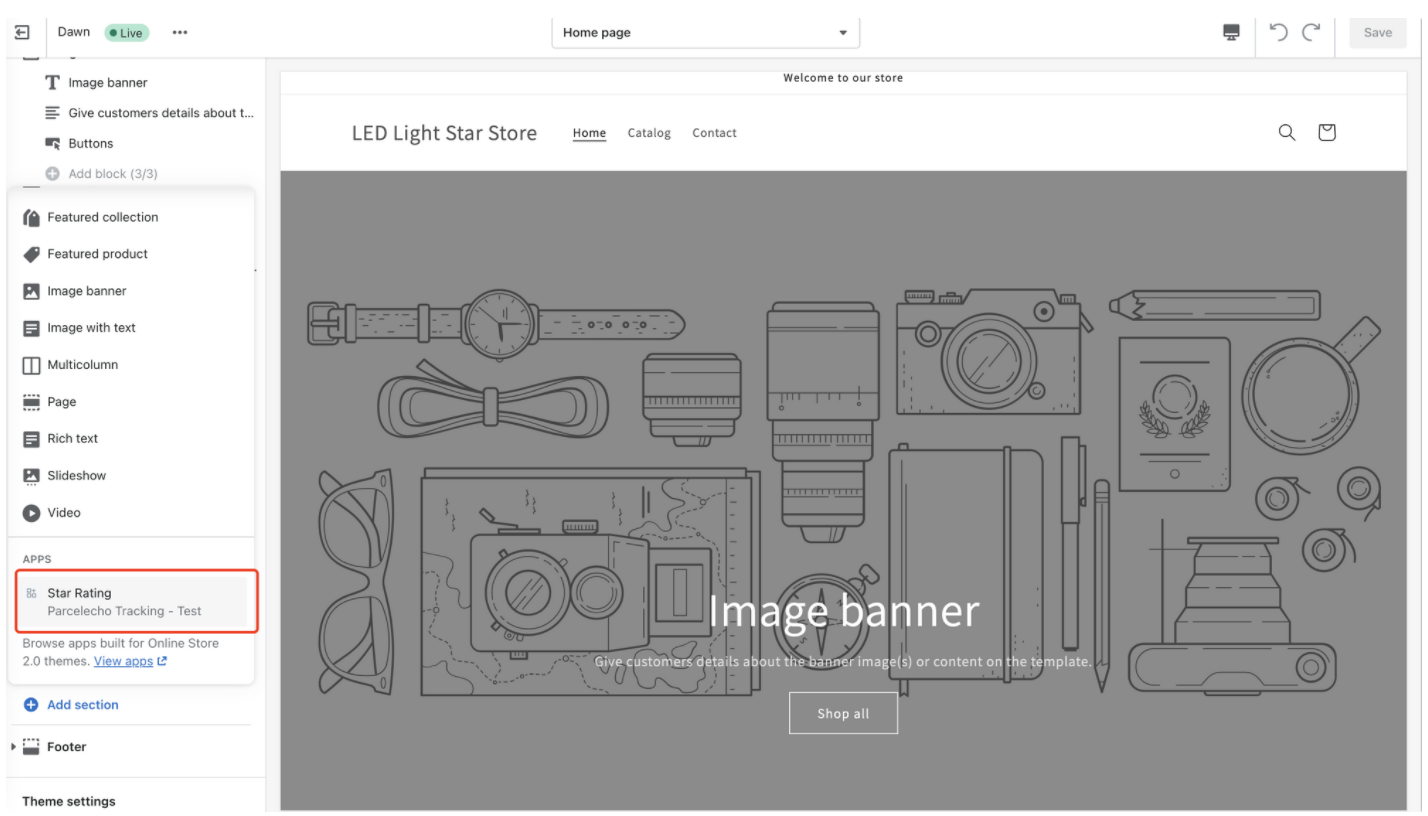 Dawn
Live
Home page
Save
Image banner
Give customers details about t...
Buttons
Add block (3/3)
Featured collection
Featured product
Image banner
Image with text
Multicolumn
Page
Rich text
Slideshow
Video
APPS
Star Rating
Parcelecho Tracking - Test
Browse apps built for Online Store
2.0 themes. View apps
Add section
Footer
Theme settings
Welcome to our store
LED Light Star Store
Home
Catalog
Contact
Image banner
Give customers details about the banner image(s) or content on the template.
Shop all